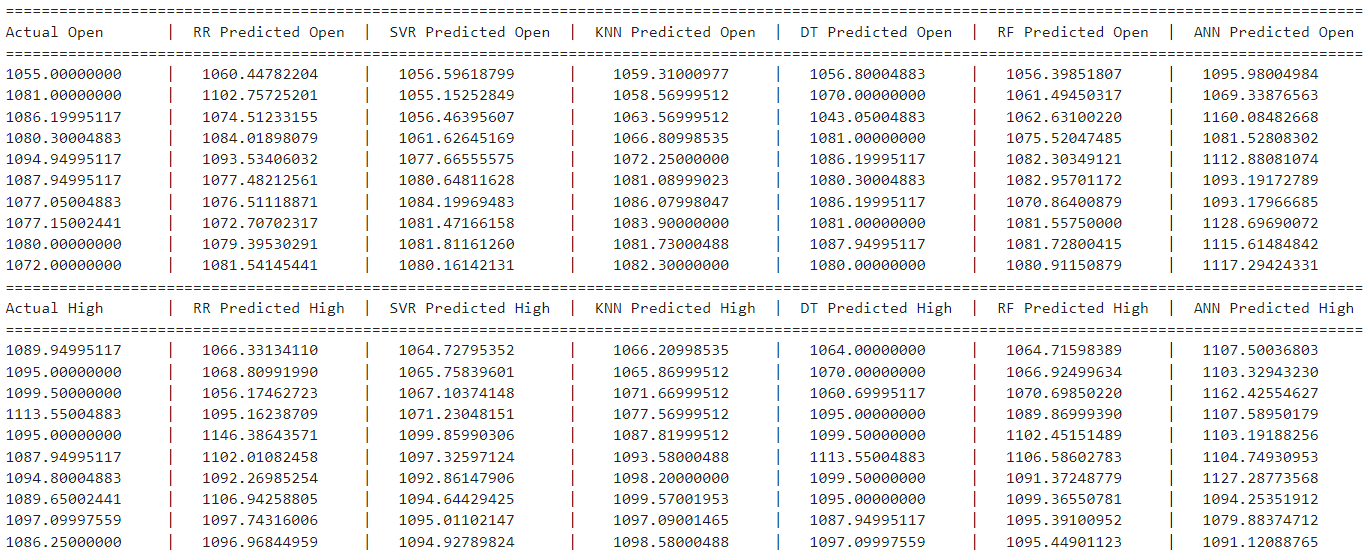 ==========================================================================================================================================================
Actual Open | RR Predicted Open | SVR Predicted Open | KNN Predicted Open | DT Predicted Open | RF Predicted Open | ANN Predicted Open
==========================================================================================================================================================
1055.00000000 | 1060.44782204 | 1056.59618799 | 1059.31000977 | 1056.80004883 | 1056.39851807 | 1095.98004984
1081.00000000 | 1102.75725201 | 1055.15252849 | 1058.56999512 | 1070.00000000 | 1061.49450317 | 1069.33876563
1086.19995117 | 1074.51233155 | 1056.46395607 | 1063.56999512 | 1043.05004883 | 1062.63100220 | 1160.08482668
1080.30004883 | 1084.01898079 | 1061.62645169 | 1066.80998535 | 1081.00000000 | 1075.52047485 | 1081.52808302
1094.94995117 | 1093.53406032 | 1077.66555575 | 1072.25000000 | 1086.19995117 | 1082.30349121 | 1112.88081074
1087.94995117 | 1077.48212561 | 1080.64811628 | 1081.08999023 | 1080.30004883 | 1082.95701172 | 1093.19172789
1077.05004883 | 1076.51118871 | 1084.19969483 | 1086.07998047 | 1086.19995117 | 1070.86400879 | 1093.17966685
1077.15002441 | 1072.70702317 | 1081.47166158 | 1083.90000000 | 1081.00000000 | 1081.55750000 | 1128.69690072
1080.00000000 | 1079.39530291 | 1081.81161260 | 1081.73000488 | 1087.94995117 | 1081.72800415 | 1115.61484842
1072.00000000 | 1081.54145441 | 1080.16142131 | 1082.30000000 | 1080.00000000 | 1080.91150879 | 1117.29424331
==========================================================================================================================================================
Actual High | RR Predicted High | SVR Predicted High | KNN Predicted High | DT Predicted High | RF Predicted High | ANN Predicted High
==========================================================================================================================================================
1089.94995117 | 1066.33134110 | 1064.72795352 | 1066.20998535 | 1064.00000000 | 1064.71598389 | 1107.50036803
1095.00000000 | 1068.80991990 | 1065.75839601 | 1065.86999512 | 1070.00000000 | 1066.92499634 | 1103.32943230
1099.50000000 | 1056.17462723 | 1067.10374148 | 1071.66999512 | 1060.69995117 | 1070.69850220 | 1162.42554627
1113.55004883 | 1095.16238709 | 1071.23048151 | 1077.56999512 | 1095.00000000 | 1089.86999390 | 1107.58950179
1095.00000000 | 1146.38643571 | 1099.85990306 | 1087.81999512 | 1099.50000000 | 1102.45151489 | 1103.19188256
1087.94995117 | 1102.01082458 | 1097.32597124 | 1093.58000488 | 1113.55004883 | 1106.58602783 | 1104.74930953
1094.80004883 | 1092.26985254 | 1092.86147906 | 1098.20000000 | 1099.50000000 | 1091.37248779 | 1127.28773568
1089.65002441 | 1106.94258805 | 1094.64429425 | 1099.57001953 | 1095.00000000 | 1099.36550781 | 1094.25351912
1097.09997559 | 1097.74316006 | 1095.01102147 | 1097.09001465 | 1087.94995117 | 1095.39100952 | 1079.88374712
1086.25000000 | 1096.96844959 | 1094.92789824 | 1098.58000488 | 1097.09997559 | 1095.44901123 | 1091.12088765